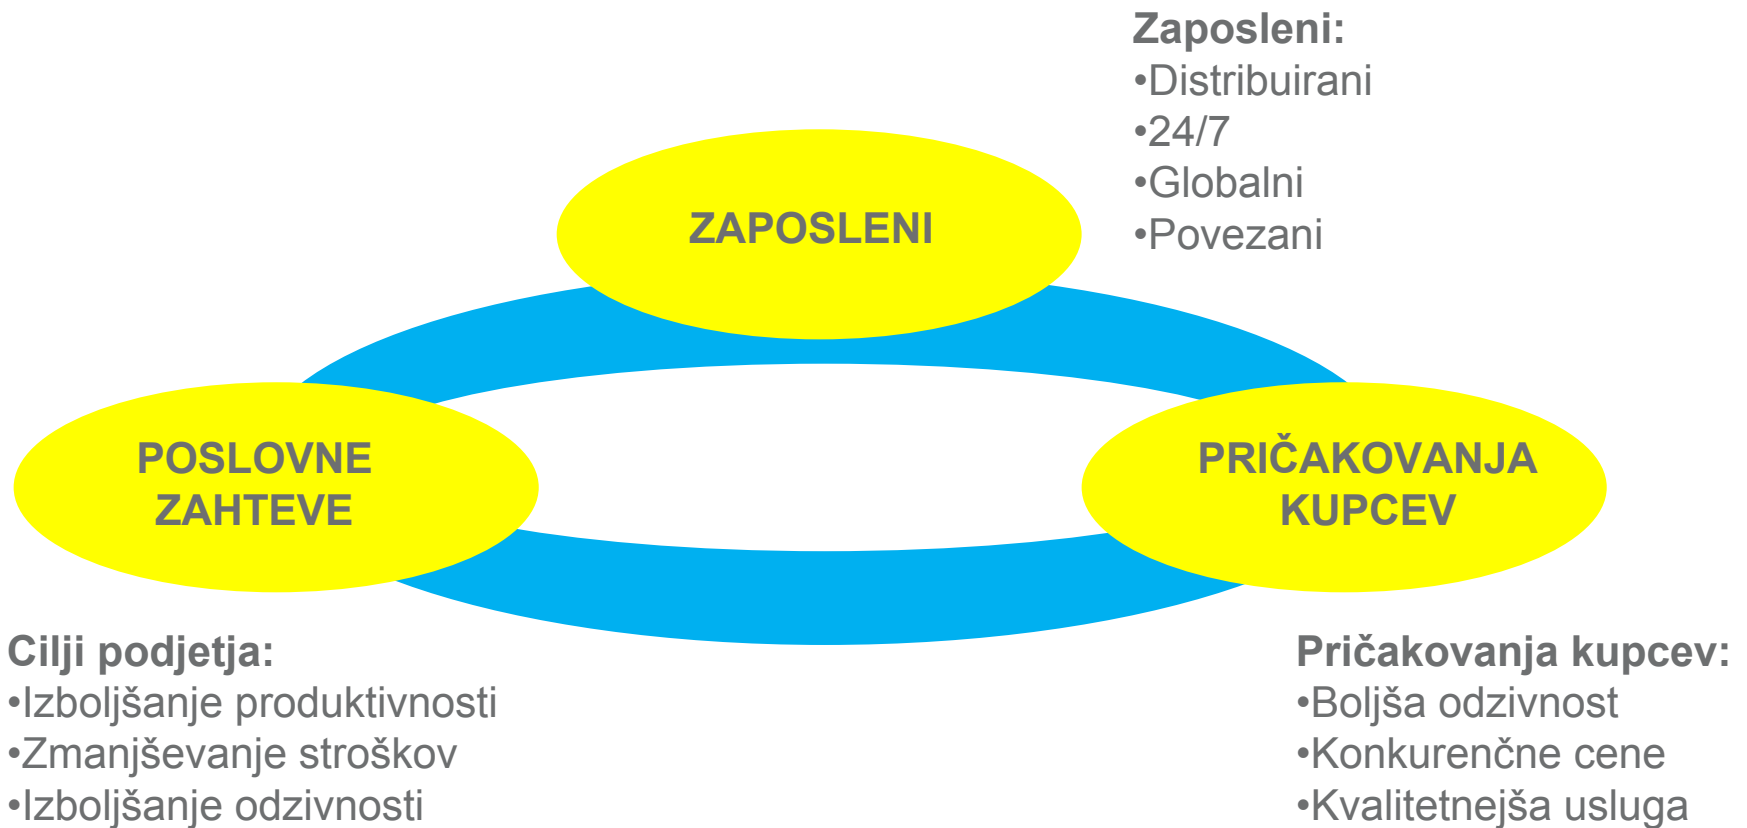 Zaposleni:
•Distribuirani
•24/7
•Globalni
•Povezani
ZAPOSLENI
POSLOVNE
ZAHTEVE
PRIČAKOVANJA
KUPCEV
Cilji podjetja:
•Izboljšanje produktivnosti
•Zmanjševanje stroškov
•Izboljšanje odzivnosti
Pričakovanja kupcev:
•Boljša odzivnost
•Konkurenčne cene
•Kvalitetnejša usluga